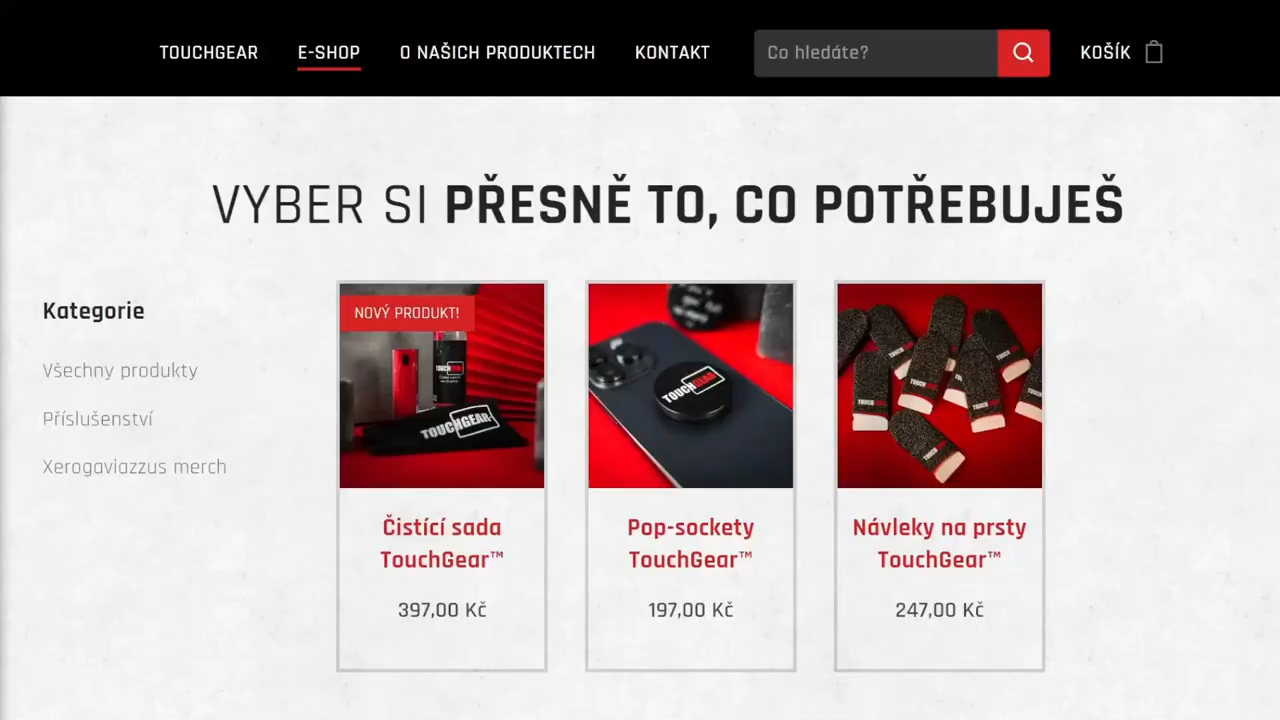 TOUCHGEAR E-SHOP O NAŠICH PRODUKTECH KONTAKT Co hledáte? KOŠÍK
VYBER SI PŘESNĚ TO, CO POTŘEBUJEŠ
Kategorie
Všechny produkty
Příslušenství
Xerogaviazzus merch
NOVÝ PRODUKT!
TOUCHGEAR
TOUCHGEAR
Čistící sada
TouchGear™
397,00 Kč
TOUCHGEAR
Pop-sockety
TouchGear™
197,00 Kč
Návleky na prsty
TouchGear™
247,00 Kč